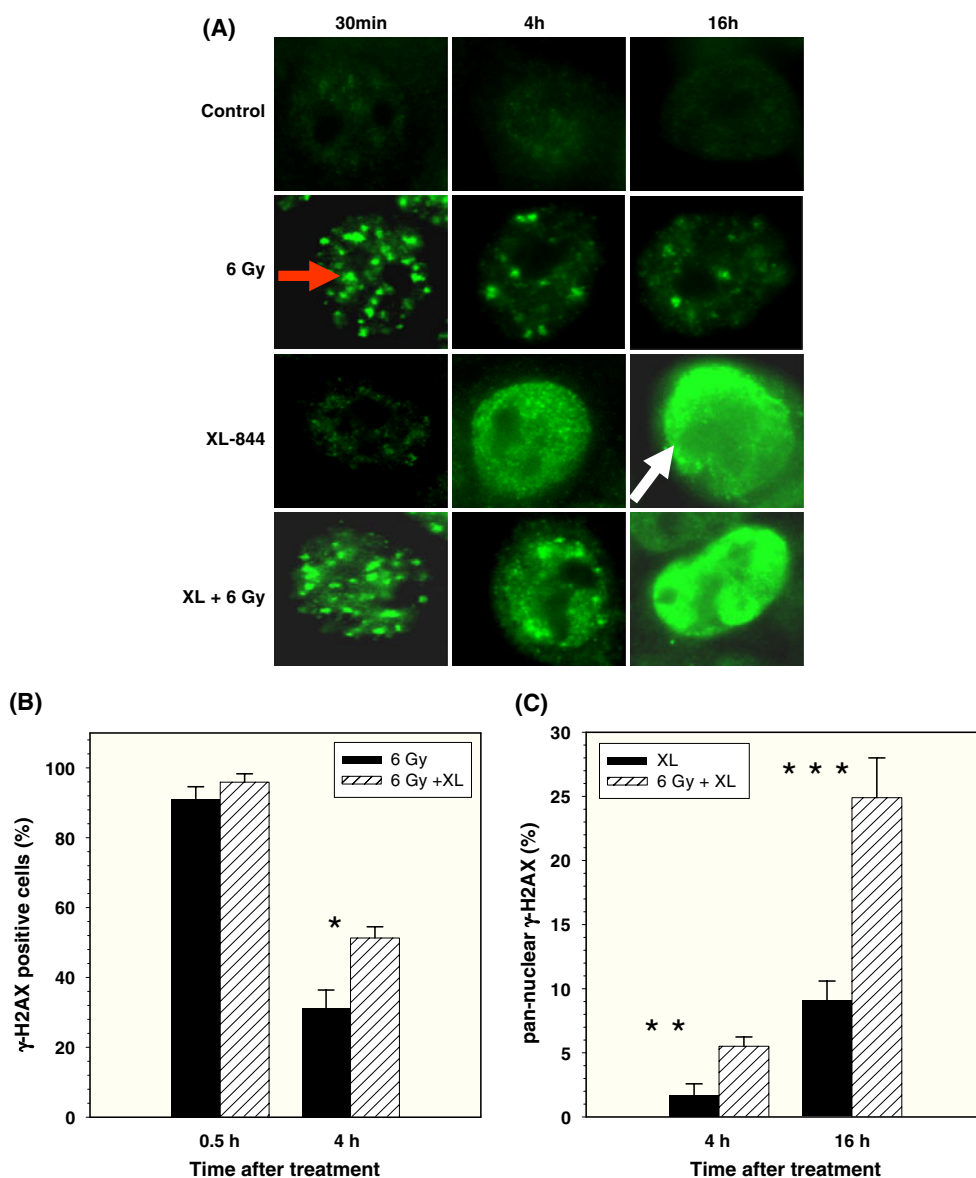 (A)
30min 4h 16h
Control
6 Gy
XL-844
XL + 6 Gy
(B)
γ-H2AX positive cells (%)
100
80
60
40
20
0
6 Gy
6 Gy +XL
*
0.5 h 4 h
Time after treatment
(C)
pan-nuclear γ-H2AX (%)
30
25
20
15
10
5
0
XL
6 Gy + XL
* * *
* *
4 h 16 h
Time after treatment